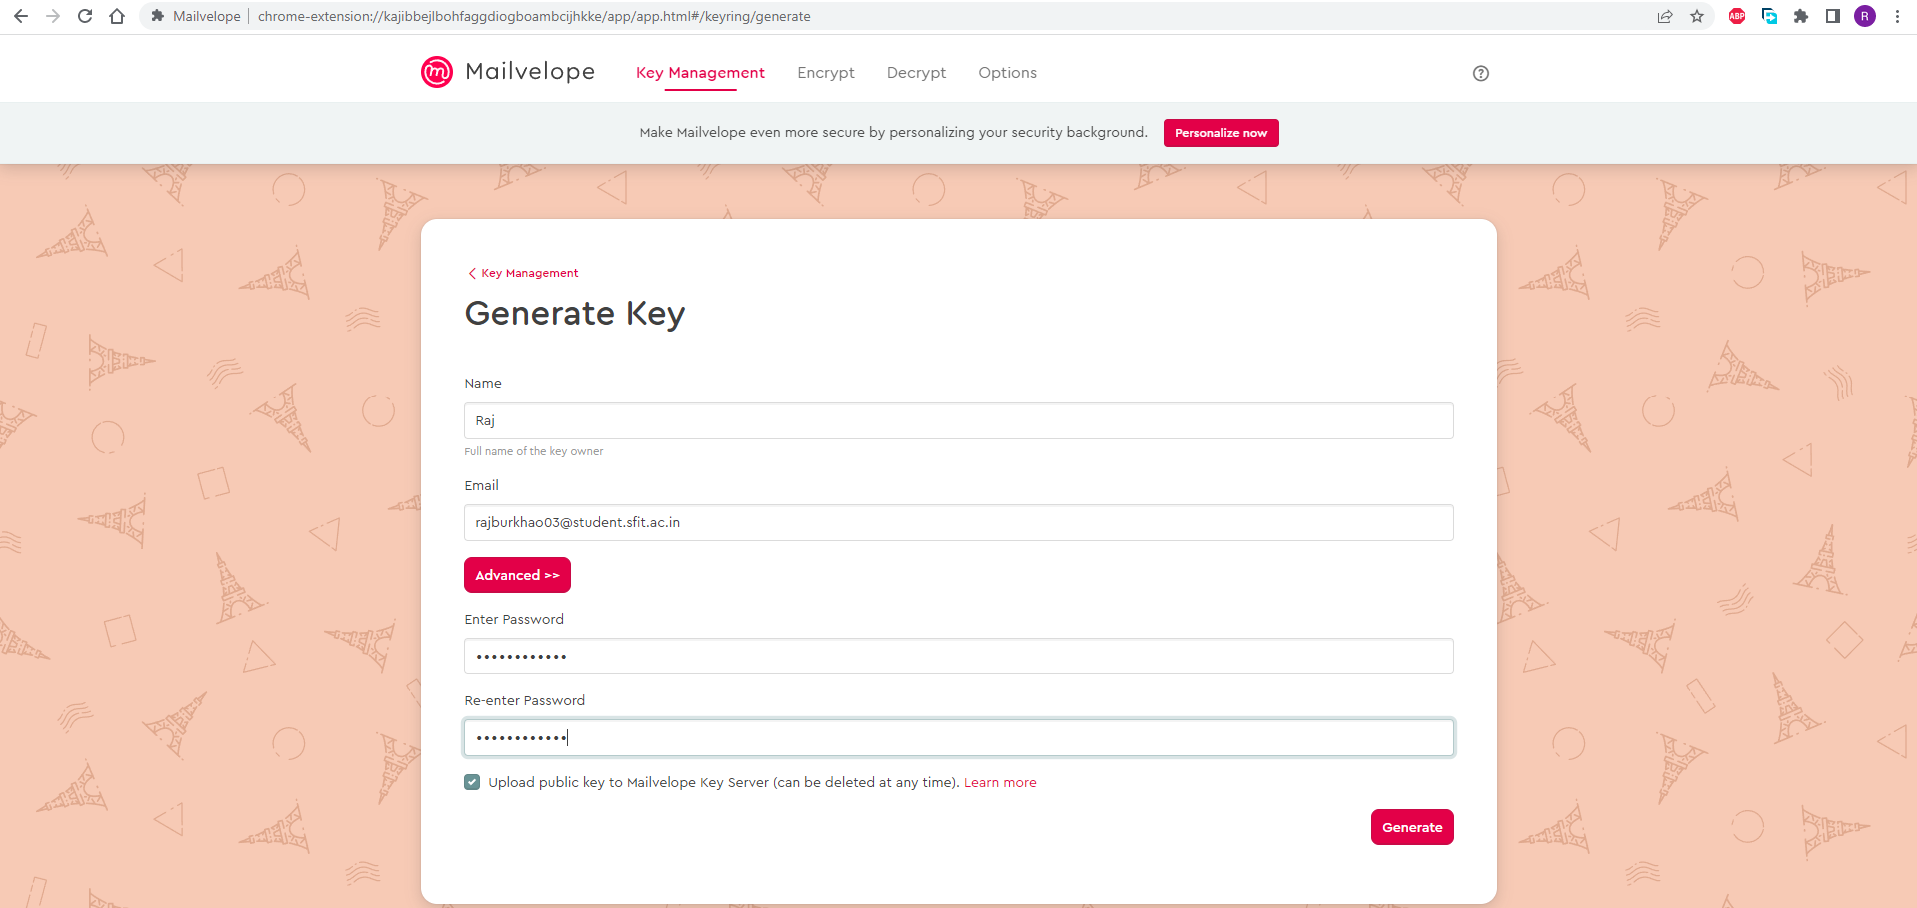 Mailvelope chrome-extension://kajibbejlbohfaggdiogboambcijhkke/app/app.html#/keyring/generate ABP R
Mailvelope Key Management Encrypt Decrypt Options ?
Make Mailvelope even more secure by personalizing your security background. Personalize now
Key Management
Generate Key
Name
Raj
Full name of the key owner
Email
rajburkhao03@student.sfit.ac.in
Advanced >>
Enter Password
••••••••••••
Re-enter Password
••••••••••••
Upload public key to Mailvelope Key Server (can be deleted at any time). Learn more
Generate